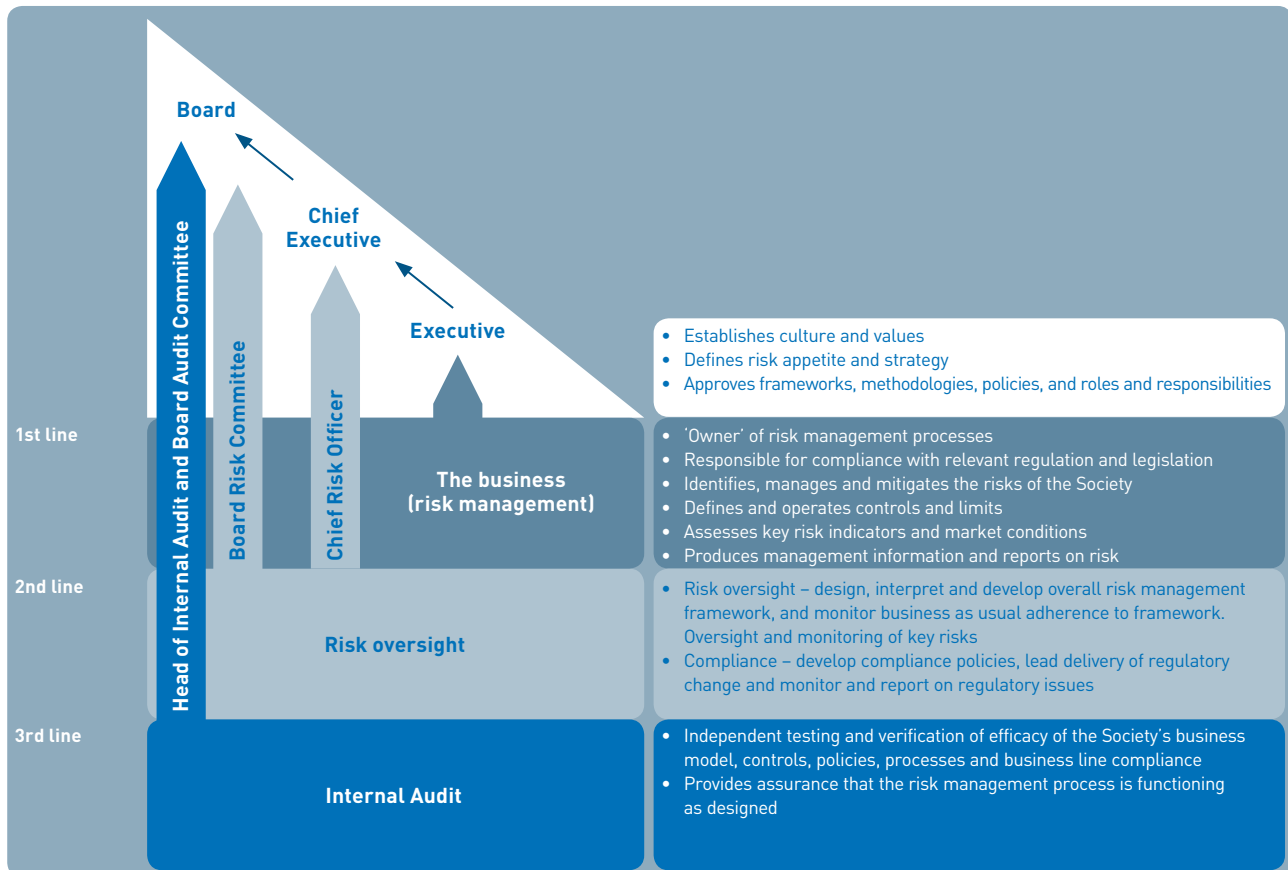 Board
Chief
Executive
Executive
• Establishes culture and values
• Defines risk appetite and strategy
• Approves frameworks, methodologies, policies, and roles and responsibilities
Head of Internal Audit and Board Audit Committee
Board Risk Committee
Chief Risk Officer
1st line
The business
(risk management)
• ‘Owner’ of risk management processes
• Responsible for compliance with relevant regulation and legislation
• Identifies, manages and mitigates the risks of the Society
• Defines and operates controls and limits
• Assesses key risk indicators and market conditions
• Produces management information and reports on risk
2nd line
Risk oversight
• Risk oversight – design, interpret and develop overall risk management
framework, and monitor business as usual adherence to framework.
Oversight and monitoring of key risks
• Compliance – develop compliance policies, lead delivery of regulatory
change and monitor and report on regulatory issues
3rd line
Internal Audit
• Independent testing and verification of efficacy of the Society’s business
model, controls, policies, processes and business line compliance
• Provides assurance that the risk management process is functioning
as designed